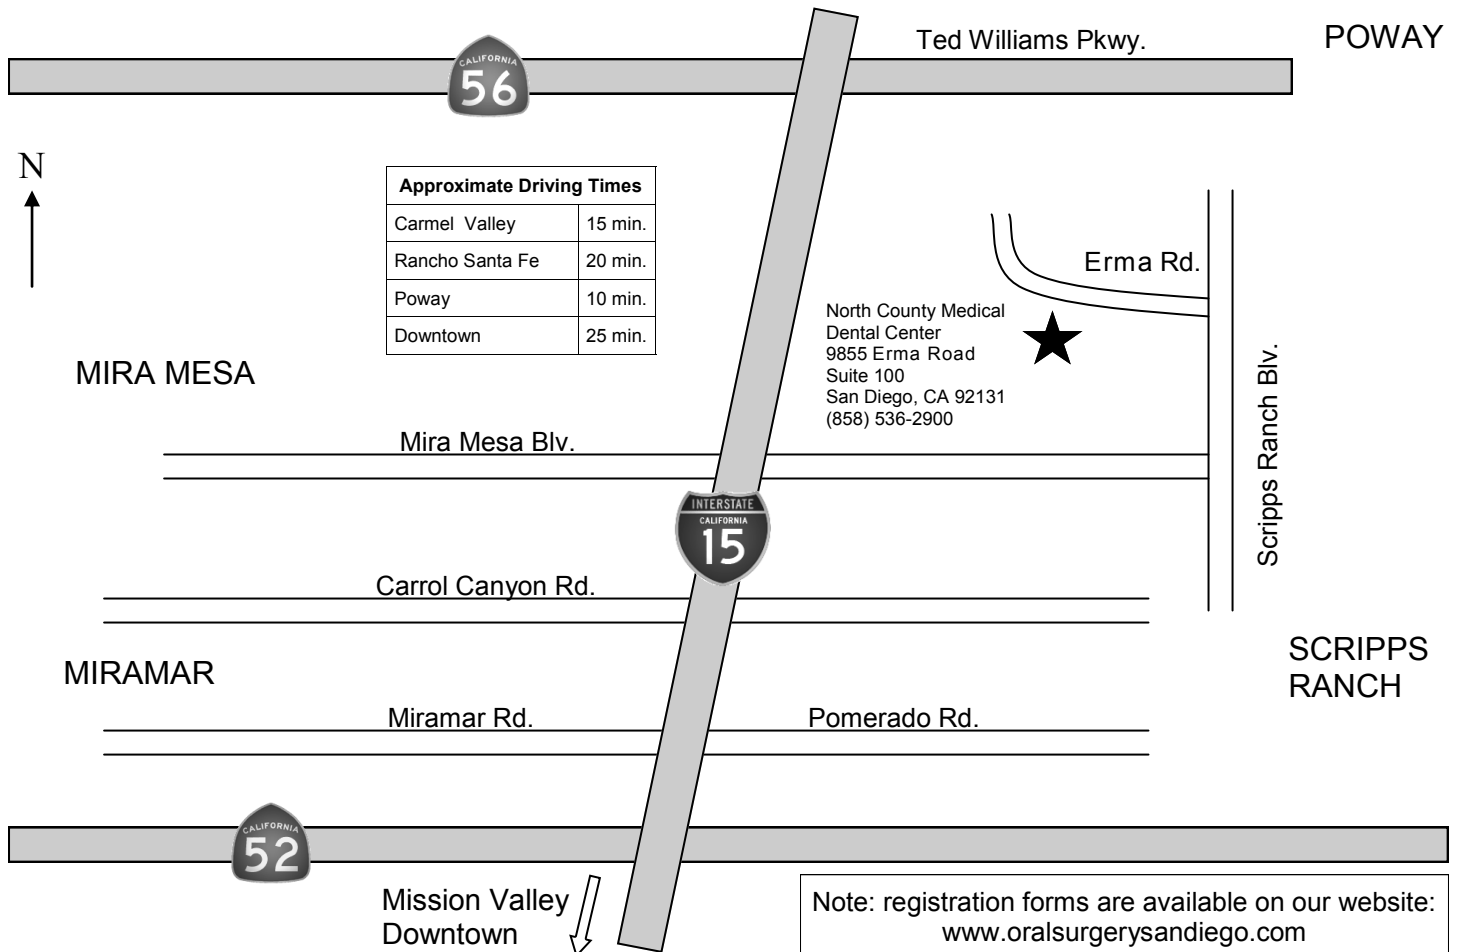 Ted Williams Pkwy.
POWAY
CALIFORNIA
56
N
Approximate Driving Times
Carmel Valley 15 min.
Rancho Santa Fe 20 min.
Poway 10 min.
Downtown 25 min.
Erma Rd.
North County Medical
Dental Center
9855 Erma Road
Suite 100
San Diego, CA 92131
(858) 536-2900
MIRA MESA
Scripps Ranch Blv.
Mira Mesa Blv.
INTERSTATE
CALIFORNIA
15
Carrol Canyon Rd.
MIRAMAR
SCRIPPS
RANCH
Miramar Rd.
Pomerado Rd.
CALIFORNIA
52
Mission Valley
Downtown
Note: registration forms are available on our website:
www.oralsurgerysandiego.com